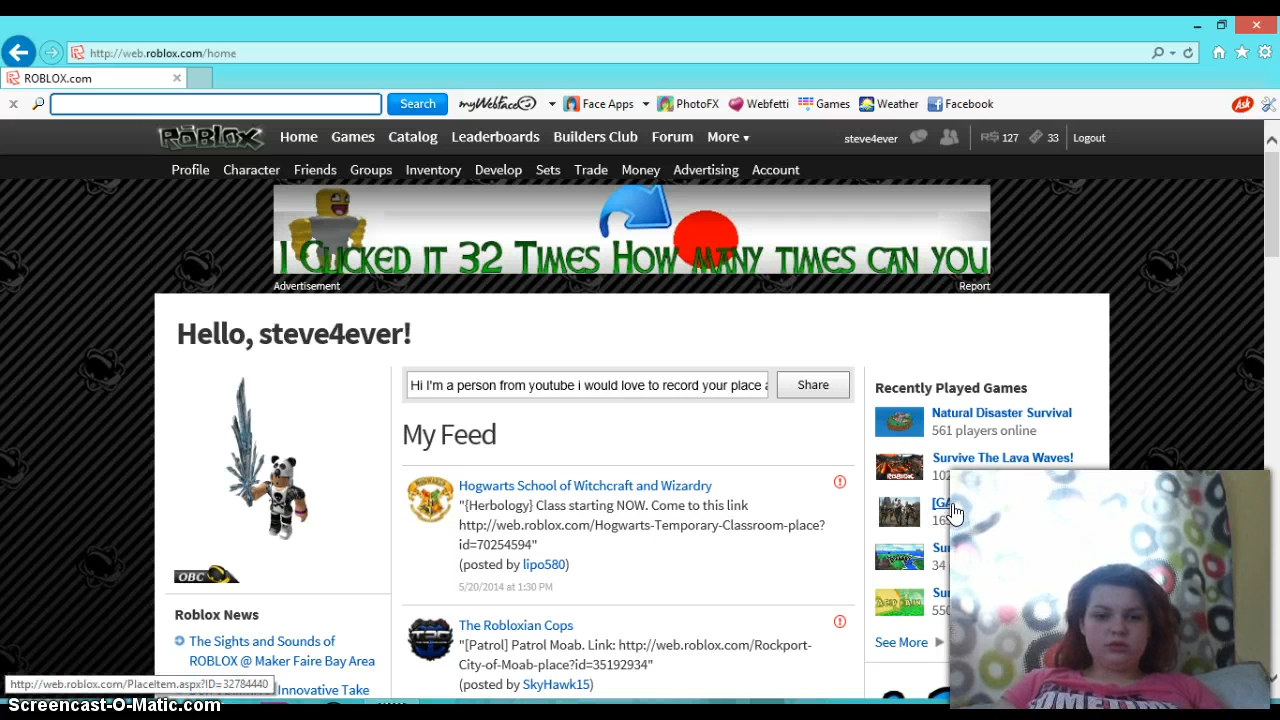 http://web.roblox.com/home
ROBLOX.com
Search myWebface Face Apps PhotoFX Webfetti Games Weather Facebook Ask
ROBLOX Home Games Catalog Leaderboards Builders Club Forum More steve4ever R$ 127 33 Logout
Profile Character Friends Groups Inventory Develop Sets Trade Money Advertising Account
I Clicked it 32 Times How many times can you
Advertisement Report
Hello, steve4ever!
Hi I'm a person from youtube i would love to record your place a Share
My Feed
Hogwarts School of Witchcraft and Wizardry
"{Herbology} Class starting NOW. Come to this link
http://web.roblox.com/Hogwarts-Temporary-Classroom-place?
id=70254594"
(posted by lipo580)
5/20/2014 at 1:30 PM
The Robloxian Cops
"[Patrol] Patrol Moab. Link: http://web.roblox.com/Rockport-
City-of-Moab-place?id=35192934"
(posted by SkyHawk15)
OBC
Roblox News
The Sights and Sounds of
ROBLOX @ Maker Faire Bay Area
Innovative Take
Recently Played Games
Natural Disaster Survival
561 players online
Survive The Lava Waves!
102
[GA
Su
34
Su
550
See More
http://web.roblox.com/PlaceItem.aspx?ID=32784440
Screencast-O-Matic.com